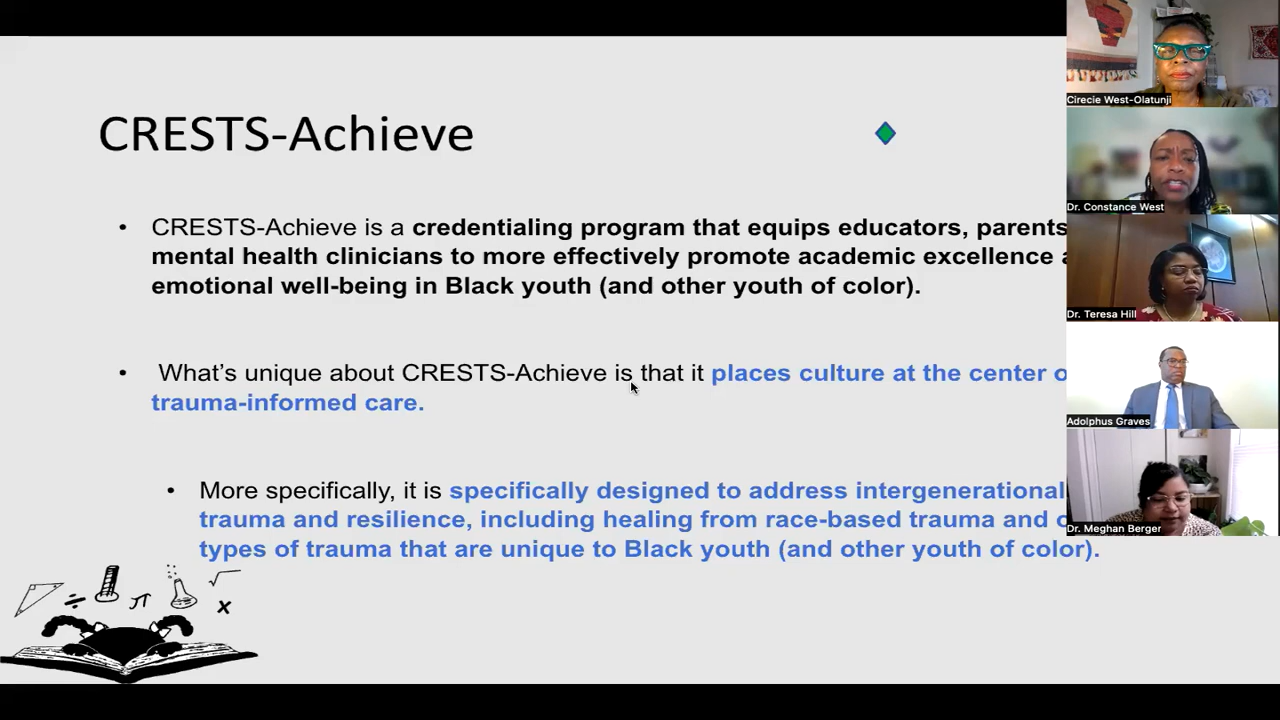 CRESTS-Achieve
• CRESTS-Achieve is a credentialing program that equips educators, parents
mental health clinicians to more effectively promote academic excellence
emotional well-being in Black youth (and other youth of color).
• What's unique about CRESTS-Achieve is that it places culture at the center
trauma-informed care.
• More specifically, it is specifically designed to address intergenerational
trauma and resilience, including healing from race-based trauma and
types of trauma that are unique to Black youth (and other youth of color).
÷ π √ x
Cirecie West-Olatunji
Dr. Constance West
Dr. Teresa Hill
Adolphus Graves
Dr. Meghan Berger